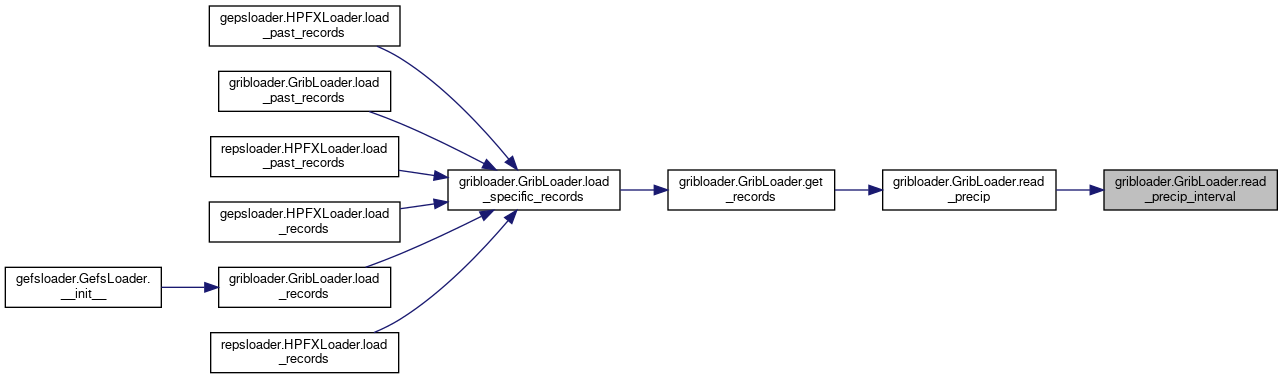 gepsloader.HPFXLoader.load
_past_records
gribloader.GribLoader.load
_past_records
repsloader.HPFXLoader.load
_past_records
gepsloader.HPFXLoader.load
_records
gefsloader.GefsLoader.
__init__
gribloader.GribLoader.load
_records
repsloader.HPFXLoader.load
_records
gribloader.GribLoader.load
_specific_records
gribloader.GribLoader.get
_records
gribloader.GribLoader.read
_precip
gribloader.GribLoader.read
_precip_interval